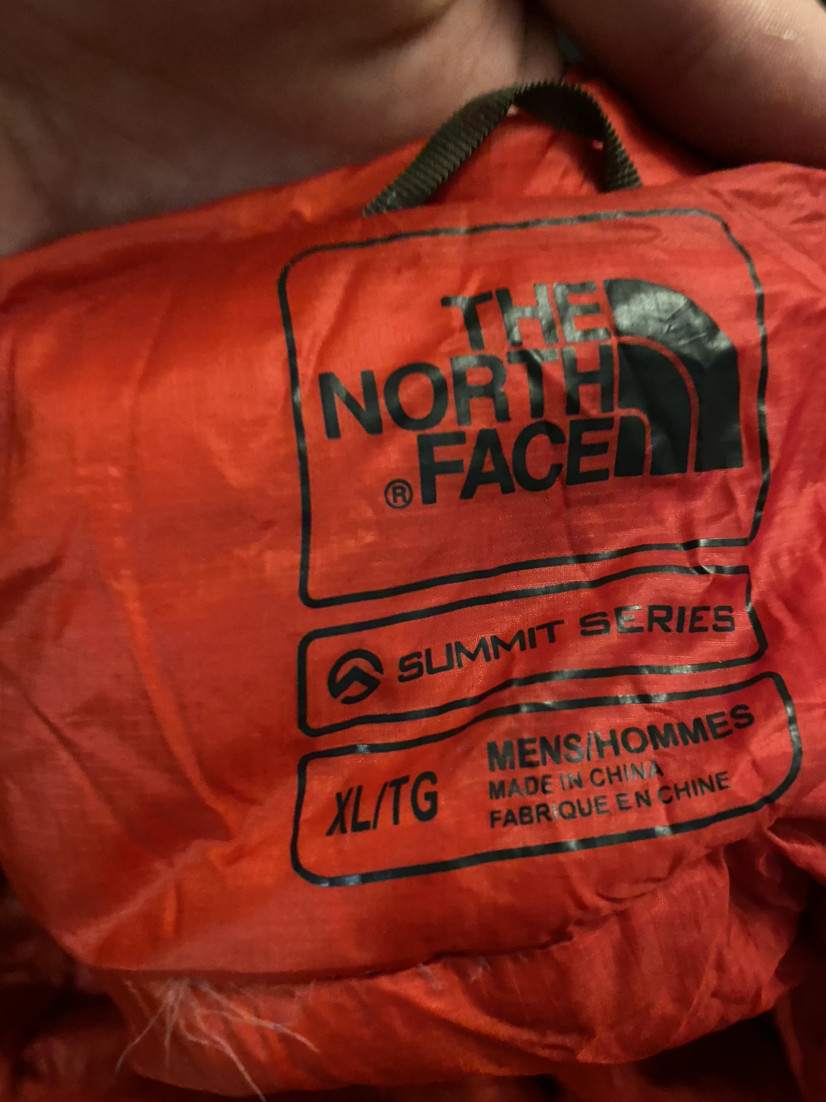 THE
NORTH
®FACE
SUMMIT SERIES
XL/TG
MENS/HOMMES
MADE IN CHINA
FABRIQUE EN CHINE